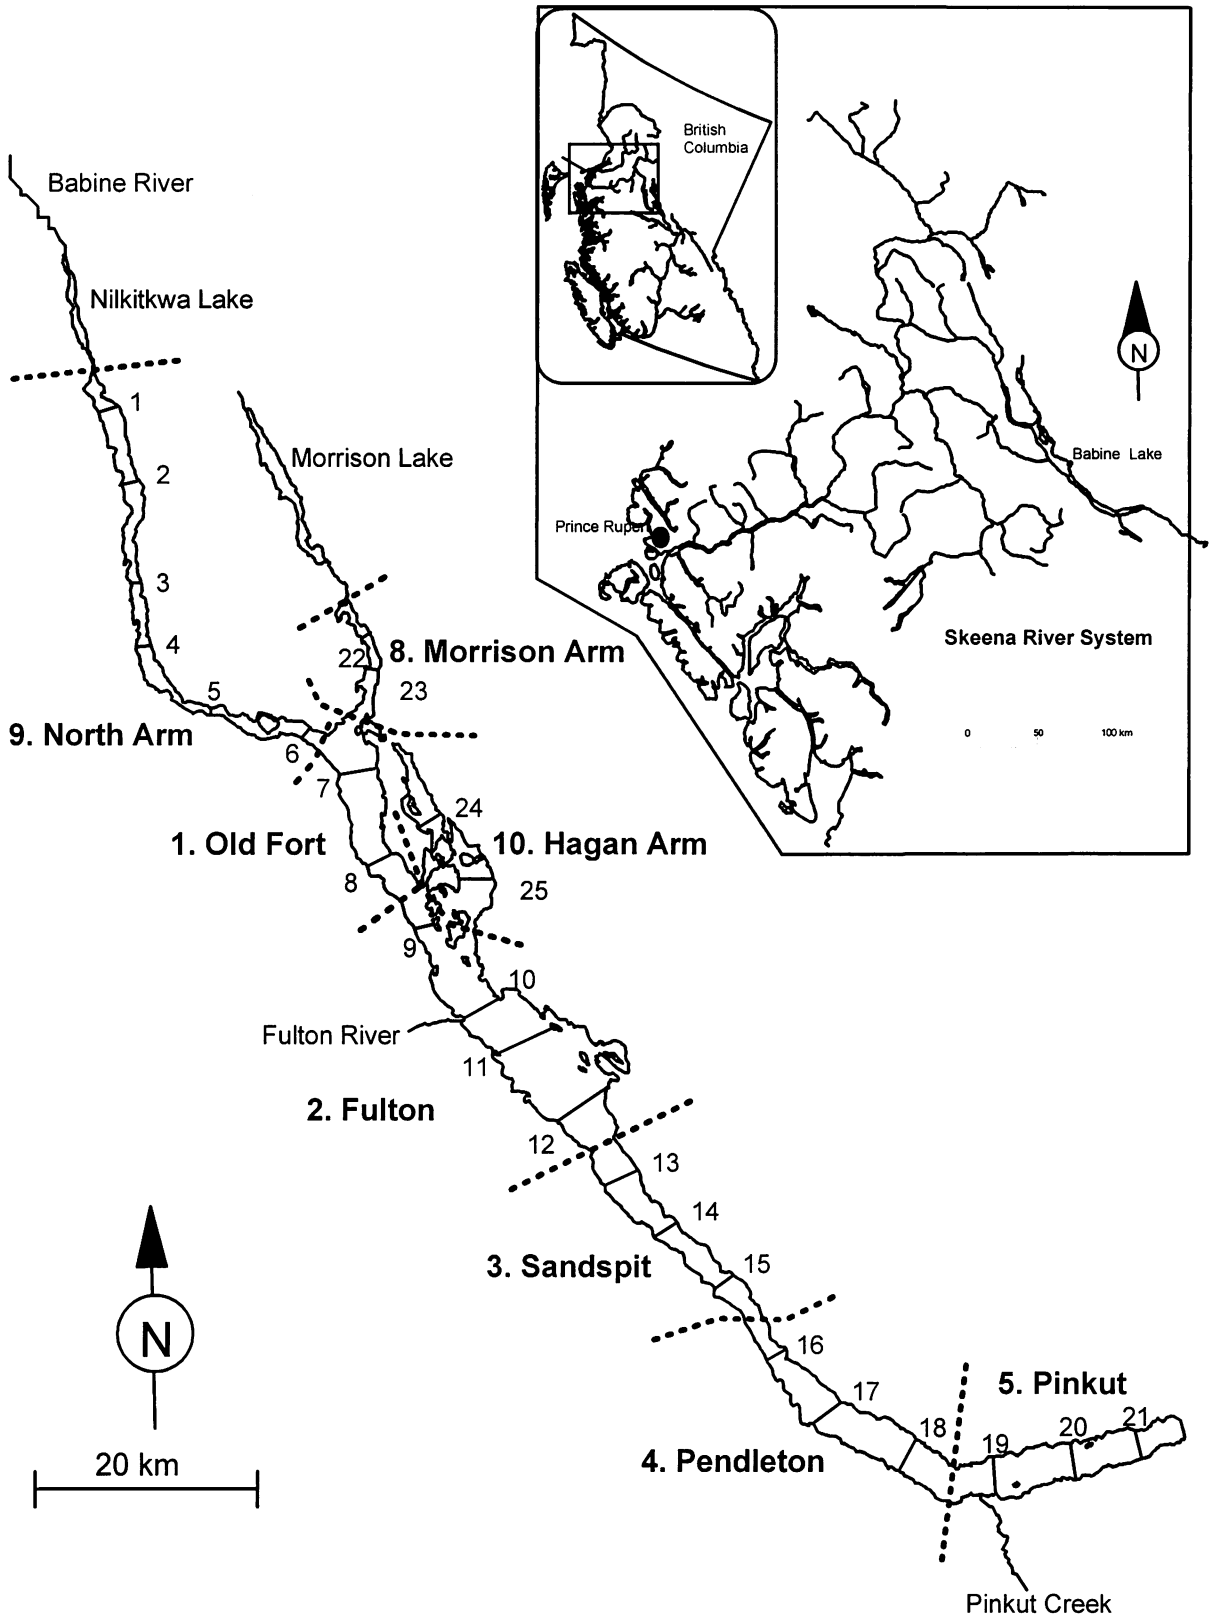 British
Columbia
Babine River
Nilkitkwa Lake
N
1
Morrison Lake
Babine Lake
2
Prince Rupert
3
Skeena River System
4
22
8. Morrison Arm
5
23
0 50 100 km
9. North Arm
6
7
24
1. Old Fort
10. Hagan Arm
8
25
9
10
Fulton River
11
2. Fulton
12
13
14
3. Sandspit
15
N
16
5. Pinkut
17
18
19
20
21
4. Pendleton
20 km
Pinkut Creek